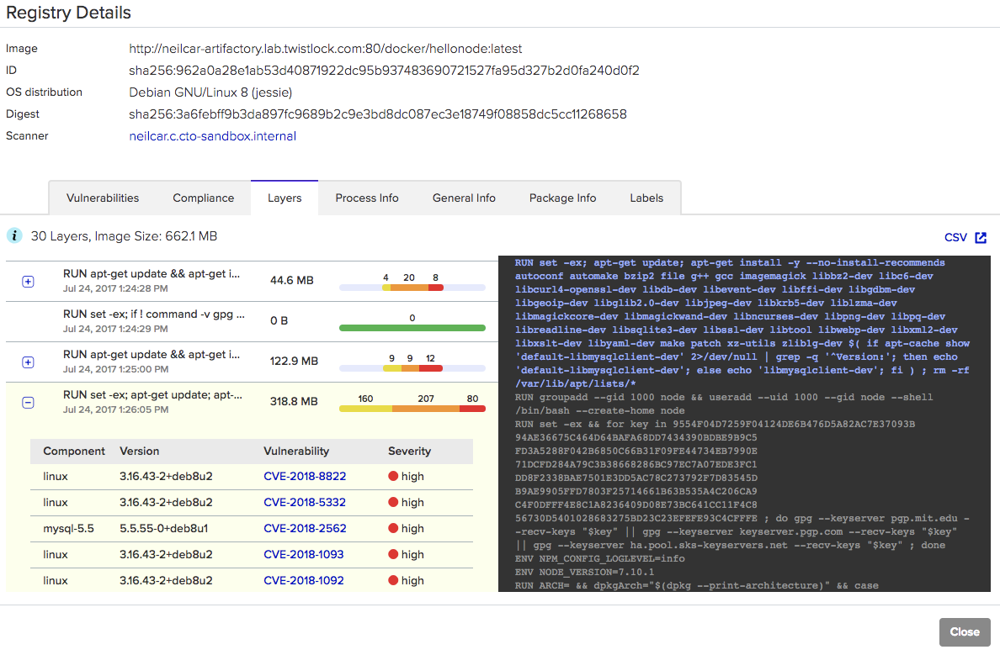 Registry Details
Image http://neilcar-artifactory.lab.twistlock.com:80/docker/hellonode:latest
ID sha256:962a0a28e1ab53d40871922dc95b937483690721527fa95d327b2d0fa240d0f2
OS distribution Debian GNU/Linux 8 (jessie)
Digest sha256:3a6febff9b3da897fc9689b2c9e3bd8dc087ec3e18749f08858dc5cc11268658
Scanner neilcar.c.cto-sandbox.internal
Vulnerabilities Compliance Layers Process Info General Info Package Info Labels
i 30 Layers, Image Size: 662.1 MB
CSV
RUN apt-get update && apt-get i... 44.6 MB 4 20 8
Jul 24, 2017 1:24:28 PM
RUN set -ex; if ! command -v gpg ... 0 B 0
Jul 24, 2017 1:24:29 PM
RUN apt-get update && apt-get i... 122.9 MB 9 9 12
Jul 24, 2017 1:25:00 PM
RUN set -ex; apt-get update; apt-... 318.8 MB 160 207 80
Jul 24, 2017 1:26:05 PM
Component Version Vulnerability Severity
linux 3.16.43-2+deb8u2 CVE-2018-8822 high
linux 3.16.43-2+deb8u2 CVE-2018-5332 high
mysql-5.5 5.5.55-0+deb8u1 CVE-2018-2562 high
linux 3.16.43-2+deb8u2 CVE-2018-1093 high
linux 3.16.43-2+deb8u2 CVE-2018-1092 high
RUN set -ex; apt-get update; apt-get install -y --no-install-recommends
autoconf automake bzip2 file g++ gcc imagemagick libbz2-dev libc6-dev
libcurl4-openssl-dev libdb-dev libevent-dev libffi-dev libgdbm-dev
libgeoip-dev libglib2.0-dev libjpeg-dev libkrb5-dev liblzma-dev
libmagickcore-dev libmagickwand-dev libncurses-dev libpng-dev libpq-dev
libreadline-dev libsqlite3-dev libssl-dev libtool libwebp-dev libxml2-dev
libxslt-dev libyaml-dev make patch xz-utils zlib1g-dev $( if apt-cache show
'default-libmysqlclient-dev' 2>/dev/null | grep -q '^Version:'; then echo
'default-libmysqlclient-dev'; else echo 'libmysqlclient-dev'; fi ) ; rm -rf
/var/lib/apt/lists/*
RUN groupadd --gid 1000 node && useradd --uid 1000 --gid node --shell
/bin/bash --create-home node
RUN set -ex && for key in 9554F04D7259F04124DE6B476D5A82AC7E37093B
94AE36675C464D64BAFA68DD7434390BDBE9B9C5
FD3A5288F042B6850C66B31F09FE44734EB7990E
71DCFD284A79C3B38668286BC97EC7A07EDE3FC1
DD8F2338BAE7501E3DD5AC78C273792F7D83545D
B9AE9905FFD7803F25714661B63B535A4C206CA9
C4F0DFFF4E8C1A8236409D08E73BC641CC11F4C8
56730D5401028683275BD23C23EFEFE93C4CFFFE ; do gpg --keyserver pgp.mit.edu -
-recv-keys "$key" || gpg --keyserver keyserver.pgp.com --recv-keys "$key"
|| gpg --keyserver ha.pool.sks-keyservers.net --recv-keys "$key" ; done
ENV NPM_CONFIG_LOGLEVEL=info
ENV NODE_VERSION=7.10.1
RUN ARCH= && dpkgArch="$(dpkg --print-architecture)" && case
Close